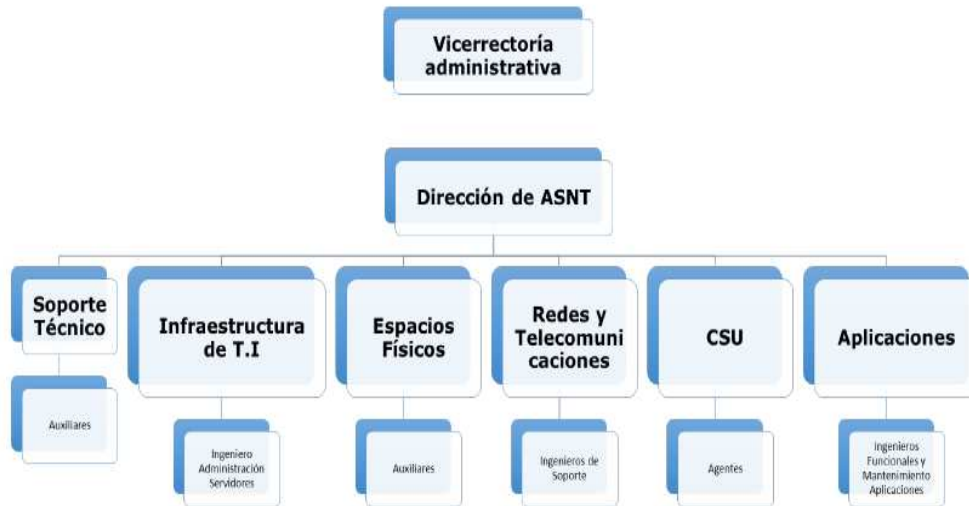 Vicerrectoría
administrativa
Dirección de ASNT
Soporte
Técnico
Infraestructura
de T.I
Espacios
Físicos
Redes y
Telecomuni
caciones
CSU
Aplicaciones
Auxiliares
Ingeniero
Administración
Servidores
Auxiliares
Ingenieros de
Soporte
Agentes
Ingenieros
Funcionales y
Mantenimiento
Aplicaciones